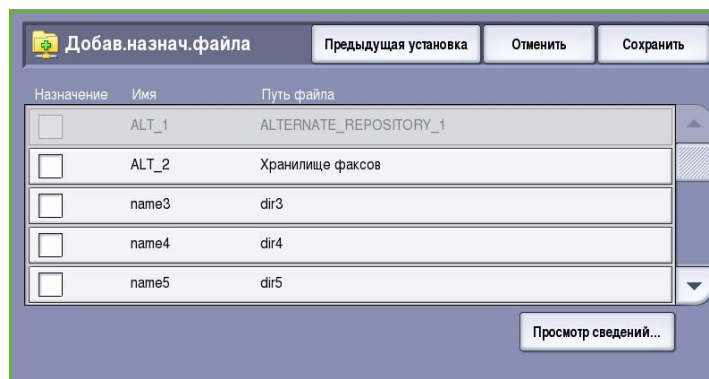 Добав.назнач.файла Предыдущая установка Отменить Сохранить
Назначение Имя Путь файла
ALT_1 ALTERNATE_REPOSITORY_1
ALT_2 Хранилище факсов
name3 dir3
name4 dir4
name5 dir5
Просмотр сведений...